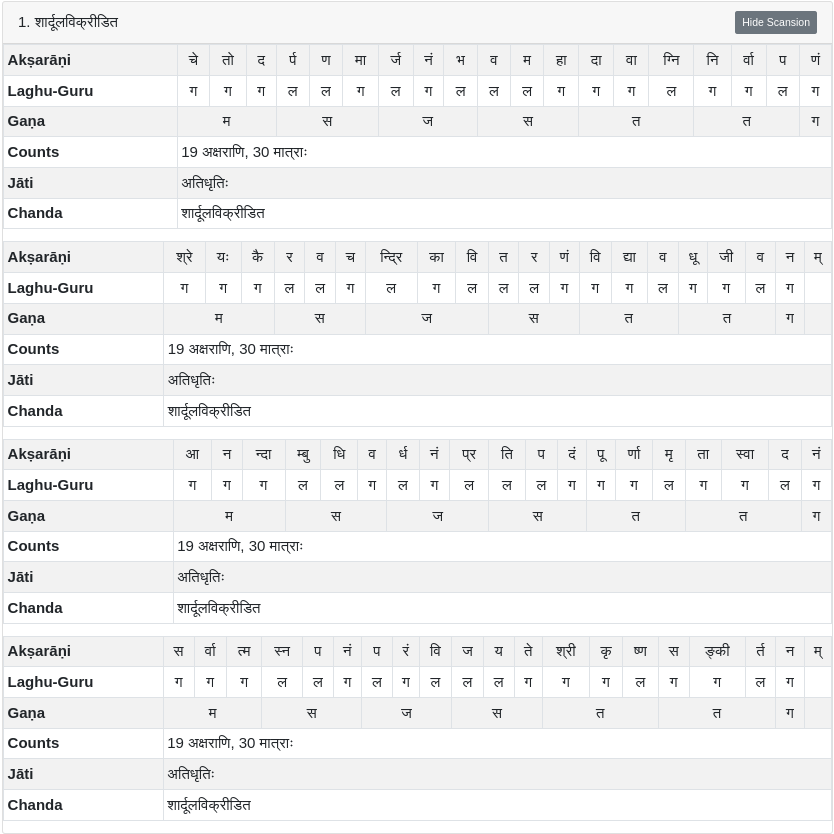 1. शार्दूलविक्रीडित Hide Scansion
Akṣarāṇi चे तो द र्प ण मा र्ज नं भ व म हा दा वा ग्नि नि र्वा प णं
Laghu-Guru ग ग ग ल ल ग ल ग ल ल ल ग ग ग ल ग ग ल ग
Gaṇa म स ज स त त ग
Counts 19 अक्षराणि, 30 मात्राः
Jāti अतिधृतिः
Chanda शार्दूलविक्रीडित
Akṣarāṇi श्रे यः कै र व च न्द्रि का वि त र णं वि द्या व धू जी व न म्
Laghu-Guru ग ग ग ल ल ग ल ग ल ल ल ग ग ग ल ग ग ल ग
Gaṇa म स ज स त त ग
Counts 19 अक्षराणि, 30 मात्राः
Jāti अतिधृतिः
Chanda शार्दूलविक्रीडित
Akṣarāṇi आ न न्दा म्बु धि व र्ध नं प्र ति प दं पू र्णा मृ ता स्वा द नं
Laghu-Guru ग ग ग ल ल ग ल ग ल ल ल ग ग ग ल ग ग ल ग
Gaṇa म स ज स त त ग
Counts 19 अक्षराणि, 30 मात्राः
Jāti अतिधृतिः
Chanda शार्दूलविक्रीडित
Akṣarāṇi स र्वा त्म स्न प नं प रं वि ज य ते श्री कृ ष्ण स ङ्की र्त न म्
Laghu-Guru ग ग ग ल ल ग ल ग ल ल ल ग ग ग ल ग ग ल ग
Gaṇa म स ज स त त ग
Counts 19 अक्षराणि, 30 मात्राः
Jāti अतिधृतिः
Chanda शार्दूलविक्रीडित